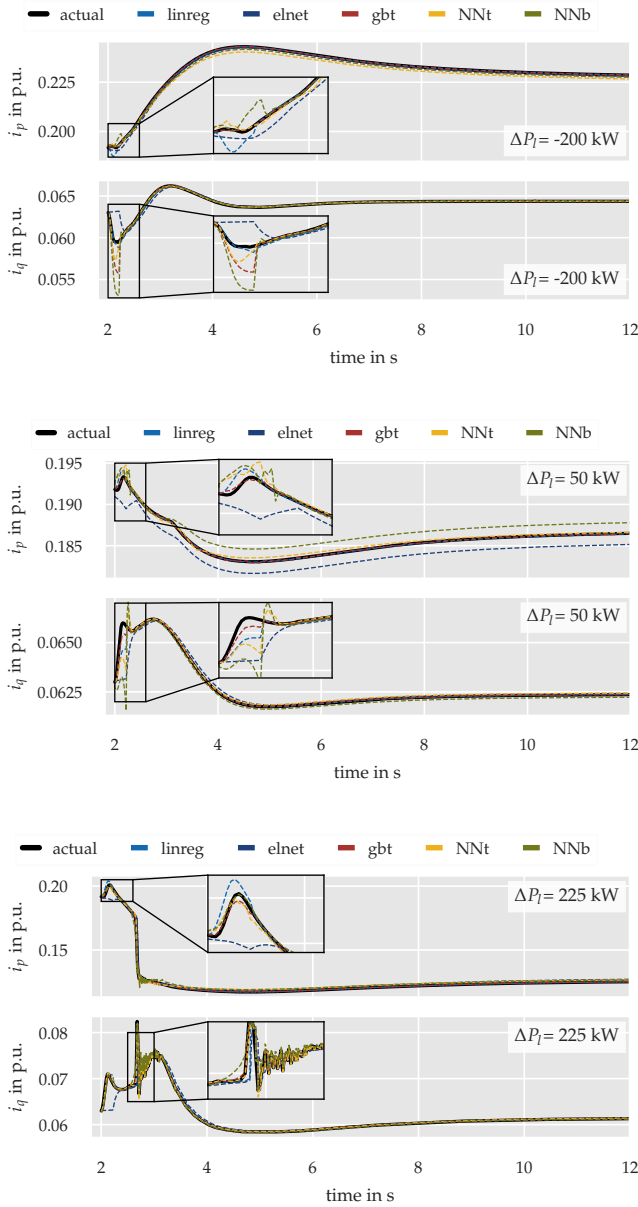 actual linreg elnet gbt NNt NNb
0.225
0.200
i_p in p.u.
ΔP_l = -200 kW
0.065
0.060
0.055
i_q in p.u.
ΔP_l = -200 kW
2 4 6 8 10 12
time in s
actual linreg elnet gbt NNt NNb
0.195
0.190
0.185
i_p in p.u.
ΔP_l = 50 kW
0.0650
0.0625
i_q in p.u.
ΔP_l = 50 kW
2 4 6 8 10 12
time in s
actual linreg elnet gbt NNt NNb
0.20
0.15
i_p in p.u.
ΔP_l = 225 kW
0.08
0.07
0.06
i_q in p.u.
ΔP_l = 225 kW
2 4 6 8 10 12
time in s